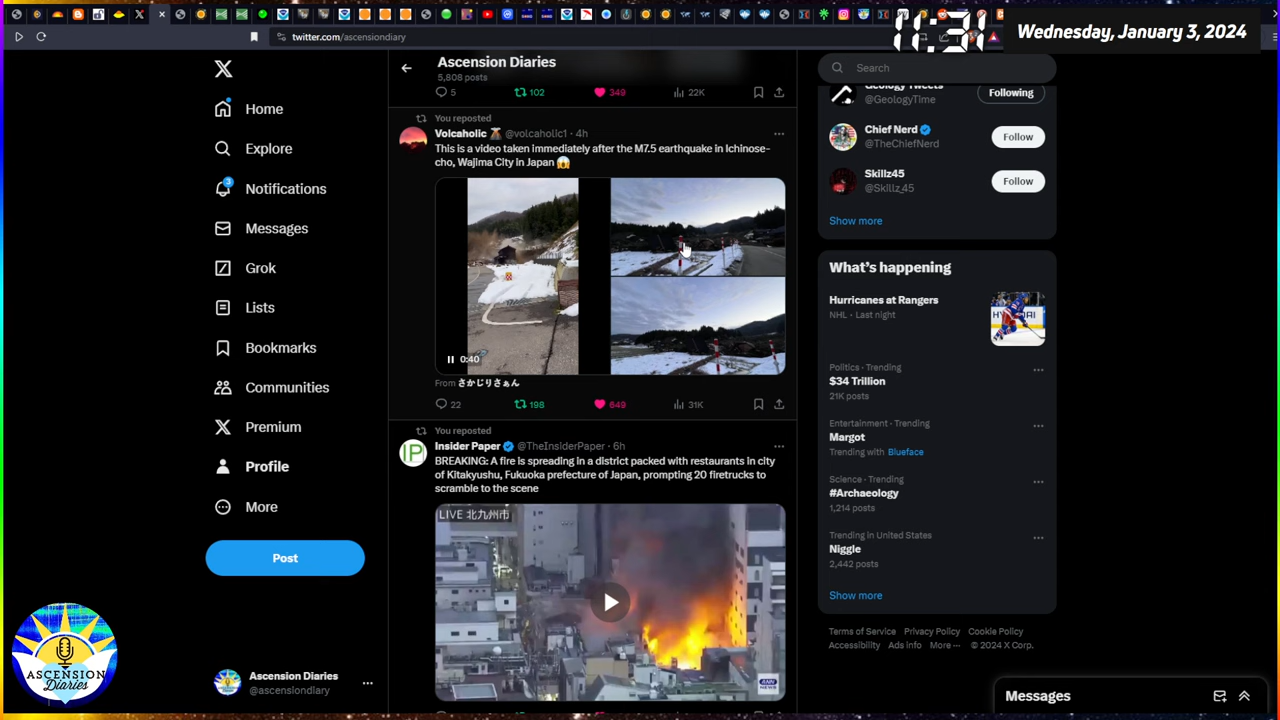 twitter.com/ascensiondiary
11:31
Wednesday, January 3, 2024
Home
Explore
3
Notifications
Messages
Grok
Lists
Bookmarks
Communities
Premium
Profile
More
Post
ASCENSION
Diaries
Ascension Diaries
@ascensiondiary
Ascension Diaries
5,808 posts
5 102 349 22K
You reposted
Volcaholic @volcaholic1 · 4h
This is a video taken immediately after the M7.5 earthquake in Ichinose-
cho, Wajima City in Japan
0:40
From さかじりさぁん
22 198 649 31K
You reposted
Insider Paper @TheInsiderPaper · 6h
BREAKING: A fire is spreading in a district packed with restaurants in city
of Kitakyushu, Fukuoka prefecture of Japan, prompting 20 firetrucks to
scramble to the scene
LIVE 北九州市
ANN
NEWS
Search
Geology Tweets
@GeologyTime
Following
Chief Nerd
@TheChiefNerd
Follow
Skillz45
@Skillz_45
Follow
Show more
What's happening
Hurricanes at Rangers
NHL · Last night
Politics · Trending
$34 Trillion
21K posts
Entertainment · Trending
Margot
Trending with Blueface
Science · Trending
#Archaeology
1,214 posts
Trending in United States
Niggle
2,442 posts
Show more
Terms of Service Privacy Policy Cookie Policy
Accessibility Ads info More ··· © 2024 X Corp.
Messages